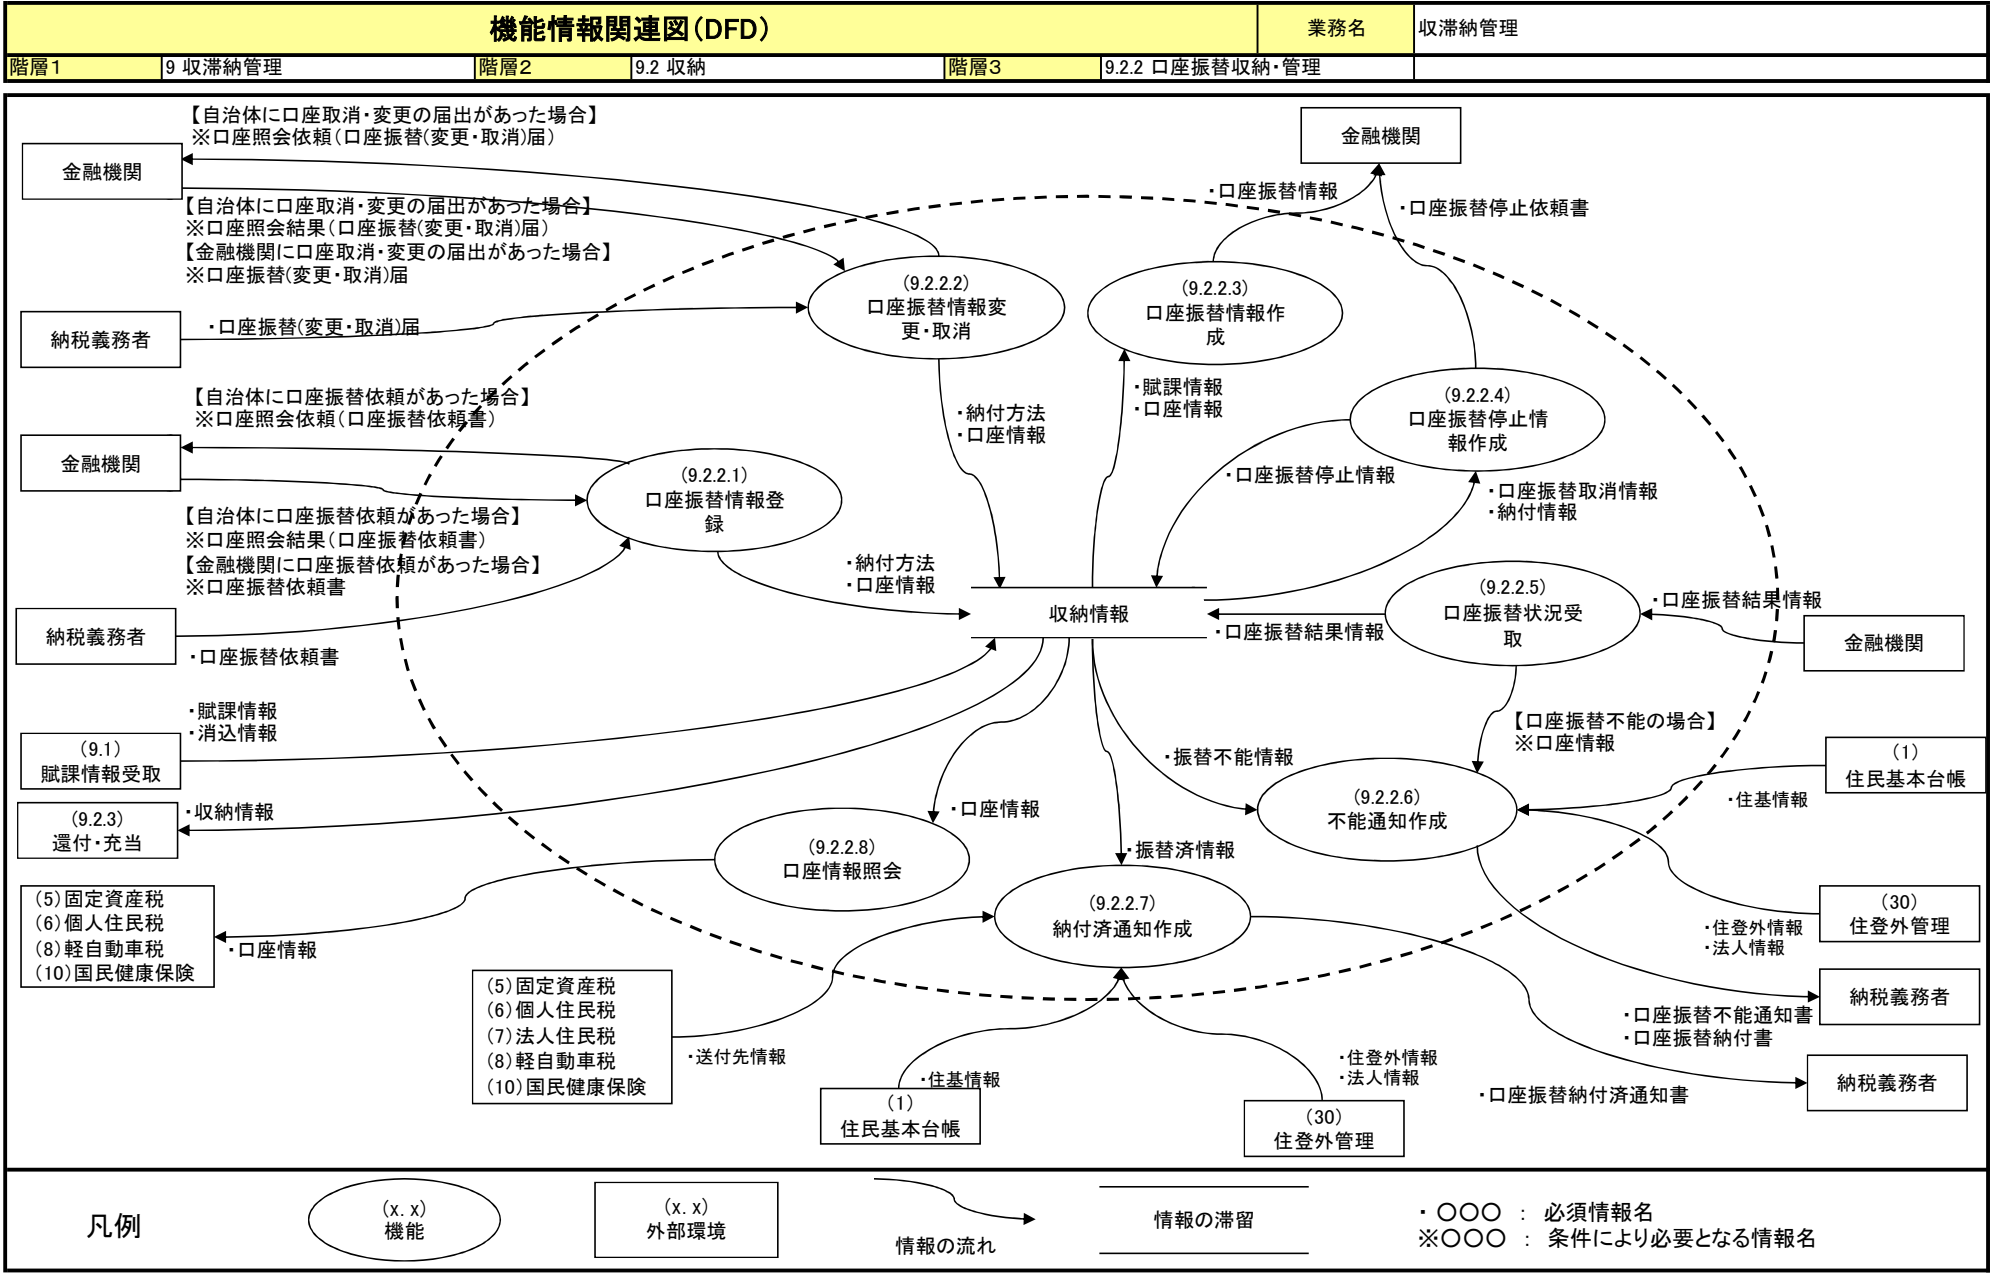 機能情報関連図(DFD)
業務名
収滞納管理
階層1
9 収滞納管理
階層2
9.2 収納
階層3
9.2.2 口座振替収納・管理
【自治体に口座取消・変更の届出があった場合】
※口座照会依頼(口座振替(変更・取消)届)
金融機関
【自治体に口座取消・変更の届出があった場合】
※口座照会結果(口座振替(変更・取消)届)
【金融機関に口座取消・変更の届出があった場合】
※口座振替(変更・取消)届
納税義務者
・口座振替(変更・取消)届
【自治体に口座振替依頼があった場合】
※口座照会依頼(口座振替依頼書)
金融機関
【自治体に口座振替依頼があった場合】
※口座照会結果(口座振替依頼書)
【金融機関に口座振替依頼があった場合】
※口座振替依頼書
納税義務者
・口座振替依頼書
・賦課情報
・消込情報
(9.1)
賦課情報受取
・収納情報
(9.2.3)
還付・充当
(5)固定資産税
(6)個人住民税
(8)軽自動車税
(10)国民健康保険
・口座情報
(9.2.2.2)
口座振替情報変
更・取消
(9.2.2.3)
口座振替情報作
成
・口座振替情報
金融機関
・口座振替停止依頼書
(9.2.2.4)
口座振替停止情
報作成
・納付方法
・口座情報
・賦課情報
・口座情報
・口座振替停止情報
・口座振替取消情報
・納付情報
(9.2.2.1)
口座振替情報登
録
・納付方法
・口座情報
収納情報
(9.2.2.5)
口座振替状況受
取
・口座振替結果情報
・口座振替結果情報
金融機関
【口座振替不能の場合】
※口座情報
・振替不能情報
(9.2.2.6)
不能通知作成
(1)
住民基本台帳
・住基情報
・口座情報
(9.2.2.8)
口座情報照会
・振替済情報
(9.2.2.7)
納付済通知作成
(30)
住登外管理
・住登外情報
・法人情報
納税義務者
・口座振替不能通知書
・口座振替納付書
(5)固定資産税
(6)個人住民税
(7)法人住民税
(8)軽自動車税
(10)国民健康保険
・送付先情報
・住基情報
(1)
住民基本台帳
・住登外情報
・法人情報
(30)
住登外管理
・口座振替納付済通知書
納税義務者
凡例
(x. x)
機能
(x. x)
外部環境
情報の流れ
情報の滞留
・○○○ : 必須情報名
※○○○ : 条件により必要となる情報名